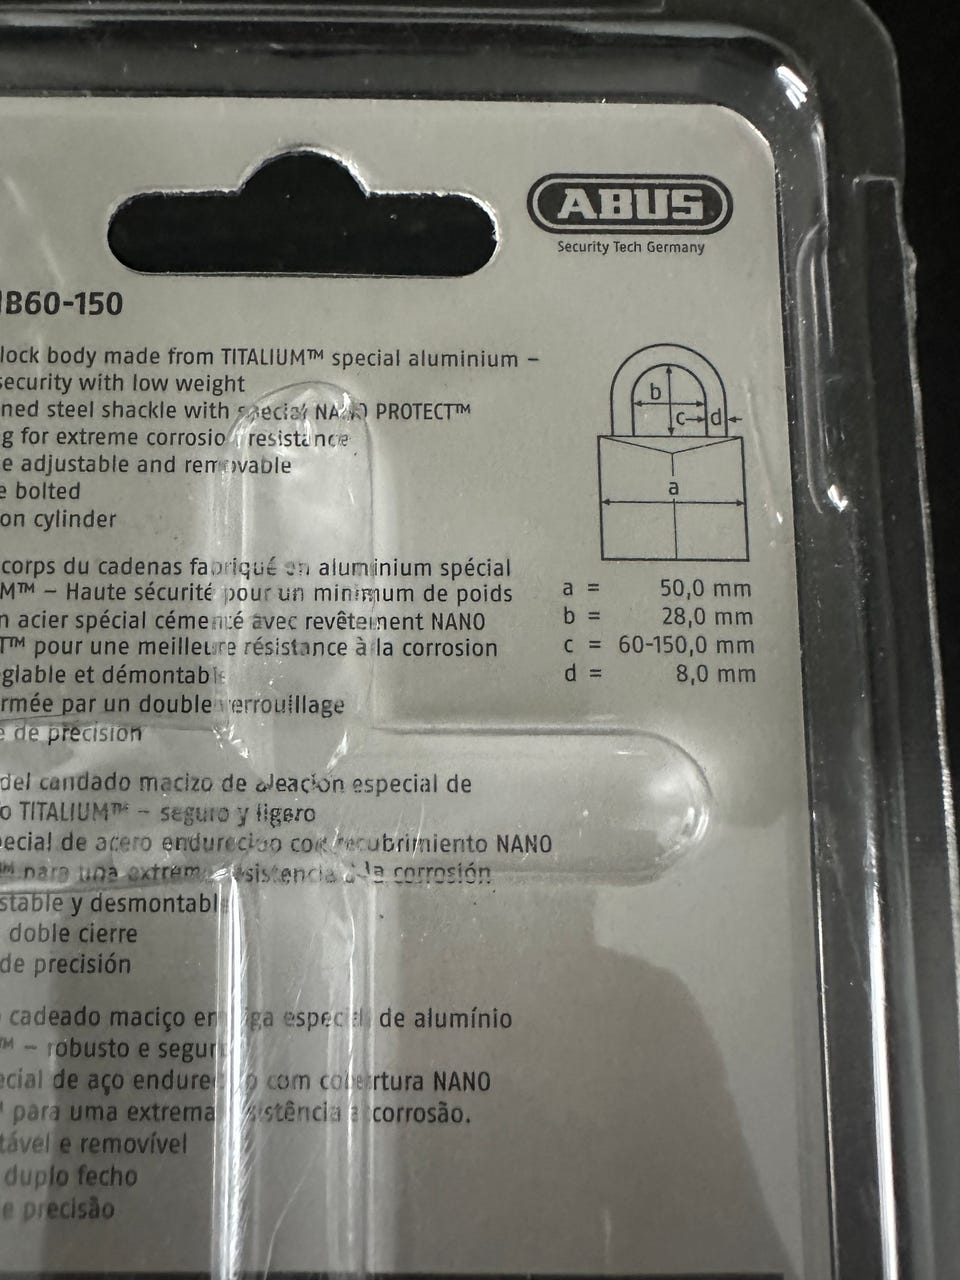 ABUS
Security Tech Germany
HB60-150
lock body made from TITALIUM™ special aluminium –
security with low weight
ned steel shackle with special NANO PROTECT™
g for extreme corrosion resistance
e adjustable and removable
e bolted
on cylinder
b
c
d
a
corps du cadenas fabriqué en aluminium spécial
M™ – Haute sécurité pour un minimum de poids
n acier spécial cémenté avec revêtement NANO
T™ pour une meilleure résistance à la corrosion
églable et démontable
rmée par un double verrouillage
e de précision
a = 50,0 mm
b = 28,0 mm
c = 60-150,0 mm
d = 8,0 mm
del candado macizo de aleación especial de
o TITALIUM™ – seguro y ligero
pecial de acero endurecido con recubrimiento NANO
™ para una extrema resistencia a la corrosión
stable y desmontable
doble cierre
de precisión
cadeado maciço em liga especial de alumínio
™ – robusto e seguro
ecial de aço endurecido com cobertura NANO
para uma extrema resistência à corrosão.
tável e removível
duplo fecho
e precisão